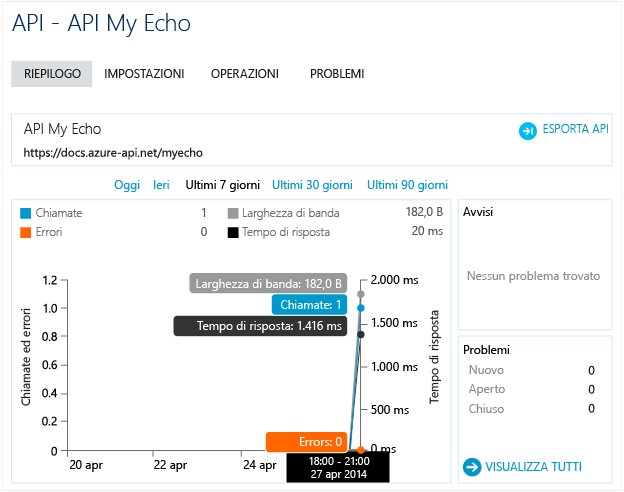 API - API My Echo
RIEPILOGO IMPOSTAZIONI OPERAZIONI PROBLEMI
API My Echo
https://docs.azure-api.net/myecho
ESPORTA API
Oggi Ieri Ultimi 7 giorni Ultimi 30 giorni Ultimi 90 giorni
Chiamate 1 Larghezza di banda 182,0 B
Errori 0 Tempo di risposta 20 ms
Avvisi
Nessun problema trovato
Chiamate ed errori
1.2
1.0
0.8
0.6
0.4
0.2
0
Larghezza di banda: 182,0 B
Chiamate: 1
Tempo di risposta: 1.416 ms
Errors: 0
2.000 ms
1.500 ms
1.000 ms
500 ms
0 ms
Tempo di risposta
20 apr 22 apr 24 apr
18:00 - 21:00
27 apr 2014
Problemi
Nuovo 0
Aperto 0
Chiuso 0
VISUALIZZA TUTTI